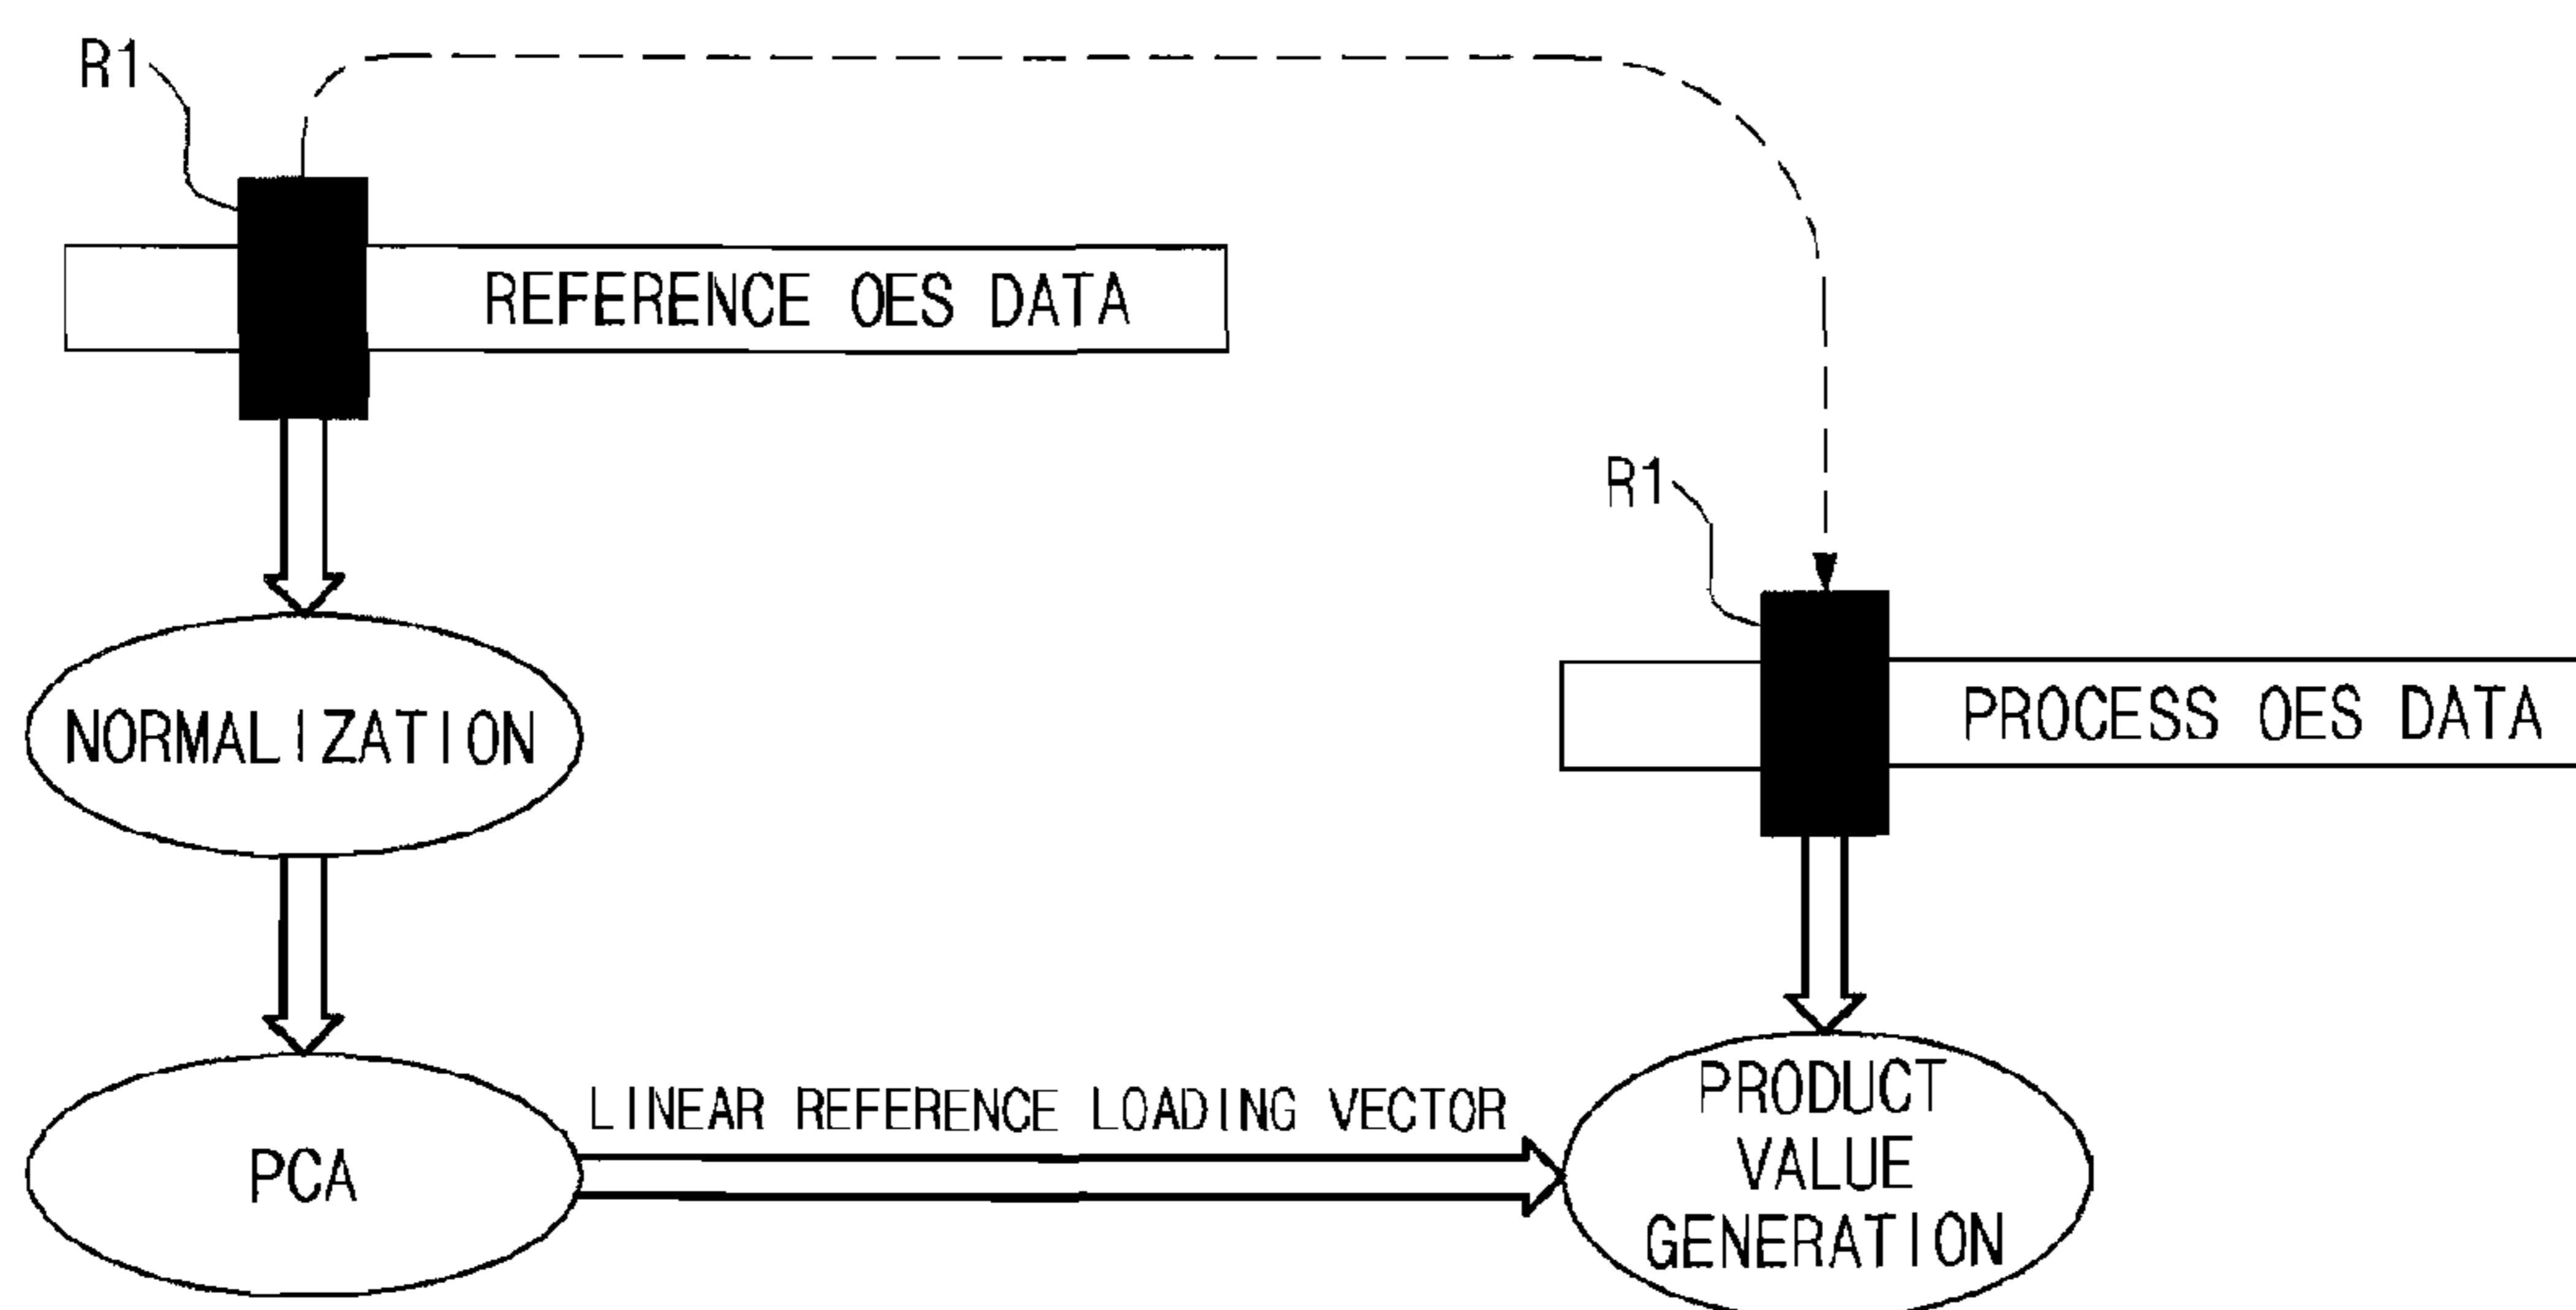 R1
REFERENCE OES DATA
R1
NORMALIZATION
PROCESS OES DATA
LINEAR REFERENCE LOADING VECTOR
PCA
PRODUCT
VALUE
GENERATION